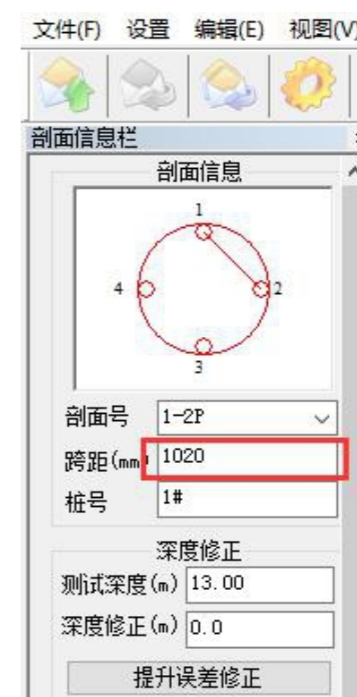 文件(F) 设置 编辑(E) 视图(V)
剖面信息栏
剖面信息
1
4 2
3
剖面号 1-2P
跨距(mm) 1020
桩号 1#
深度修正
测试深度(m) 13.00
深度修正(m) 0.0
提升误差修正